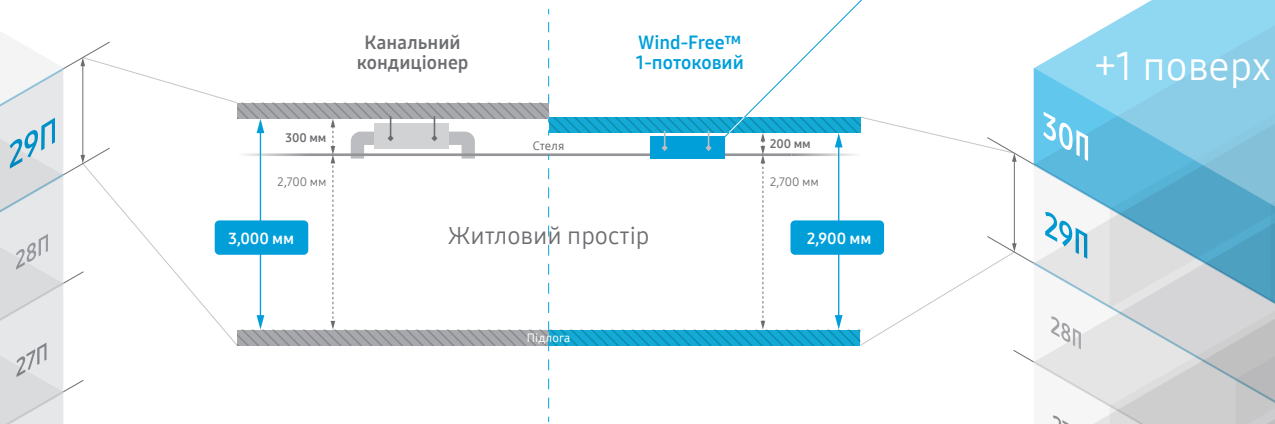 Канальний
кондиціонер
Wind-Free™
1-потоковий
+1 поверх
29П
28П
27П
300 мм
Стеля
200 мм
2,700 мм
2,700 мм
3,000 мм
Житловий простір
2,900 мм
Підлога
30П
29П
28П